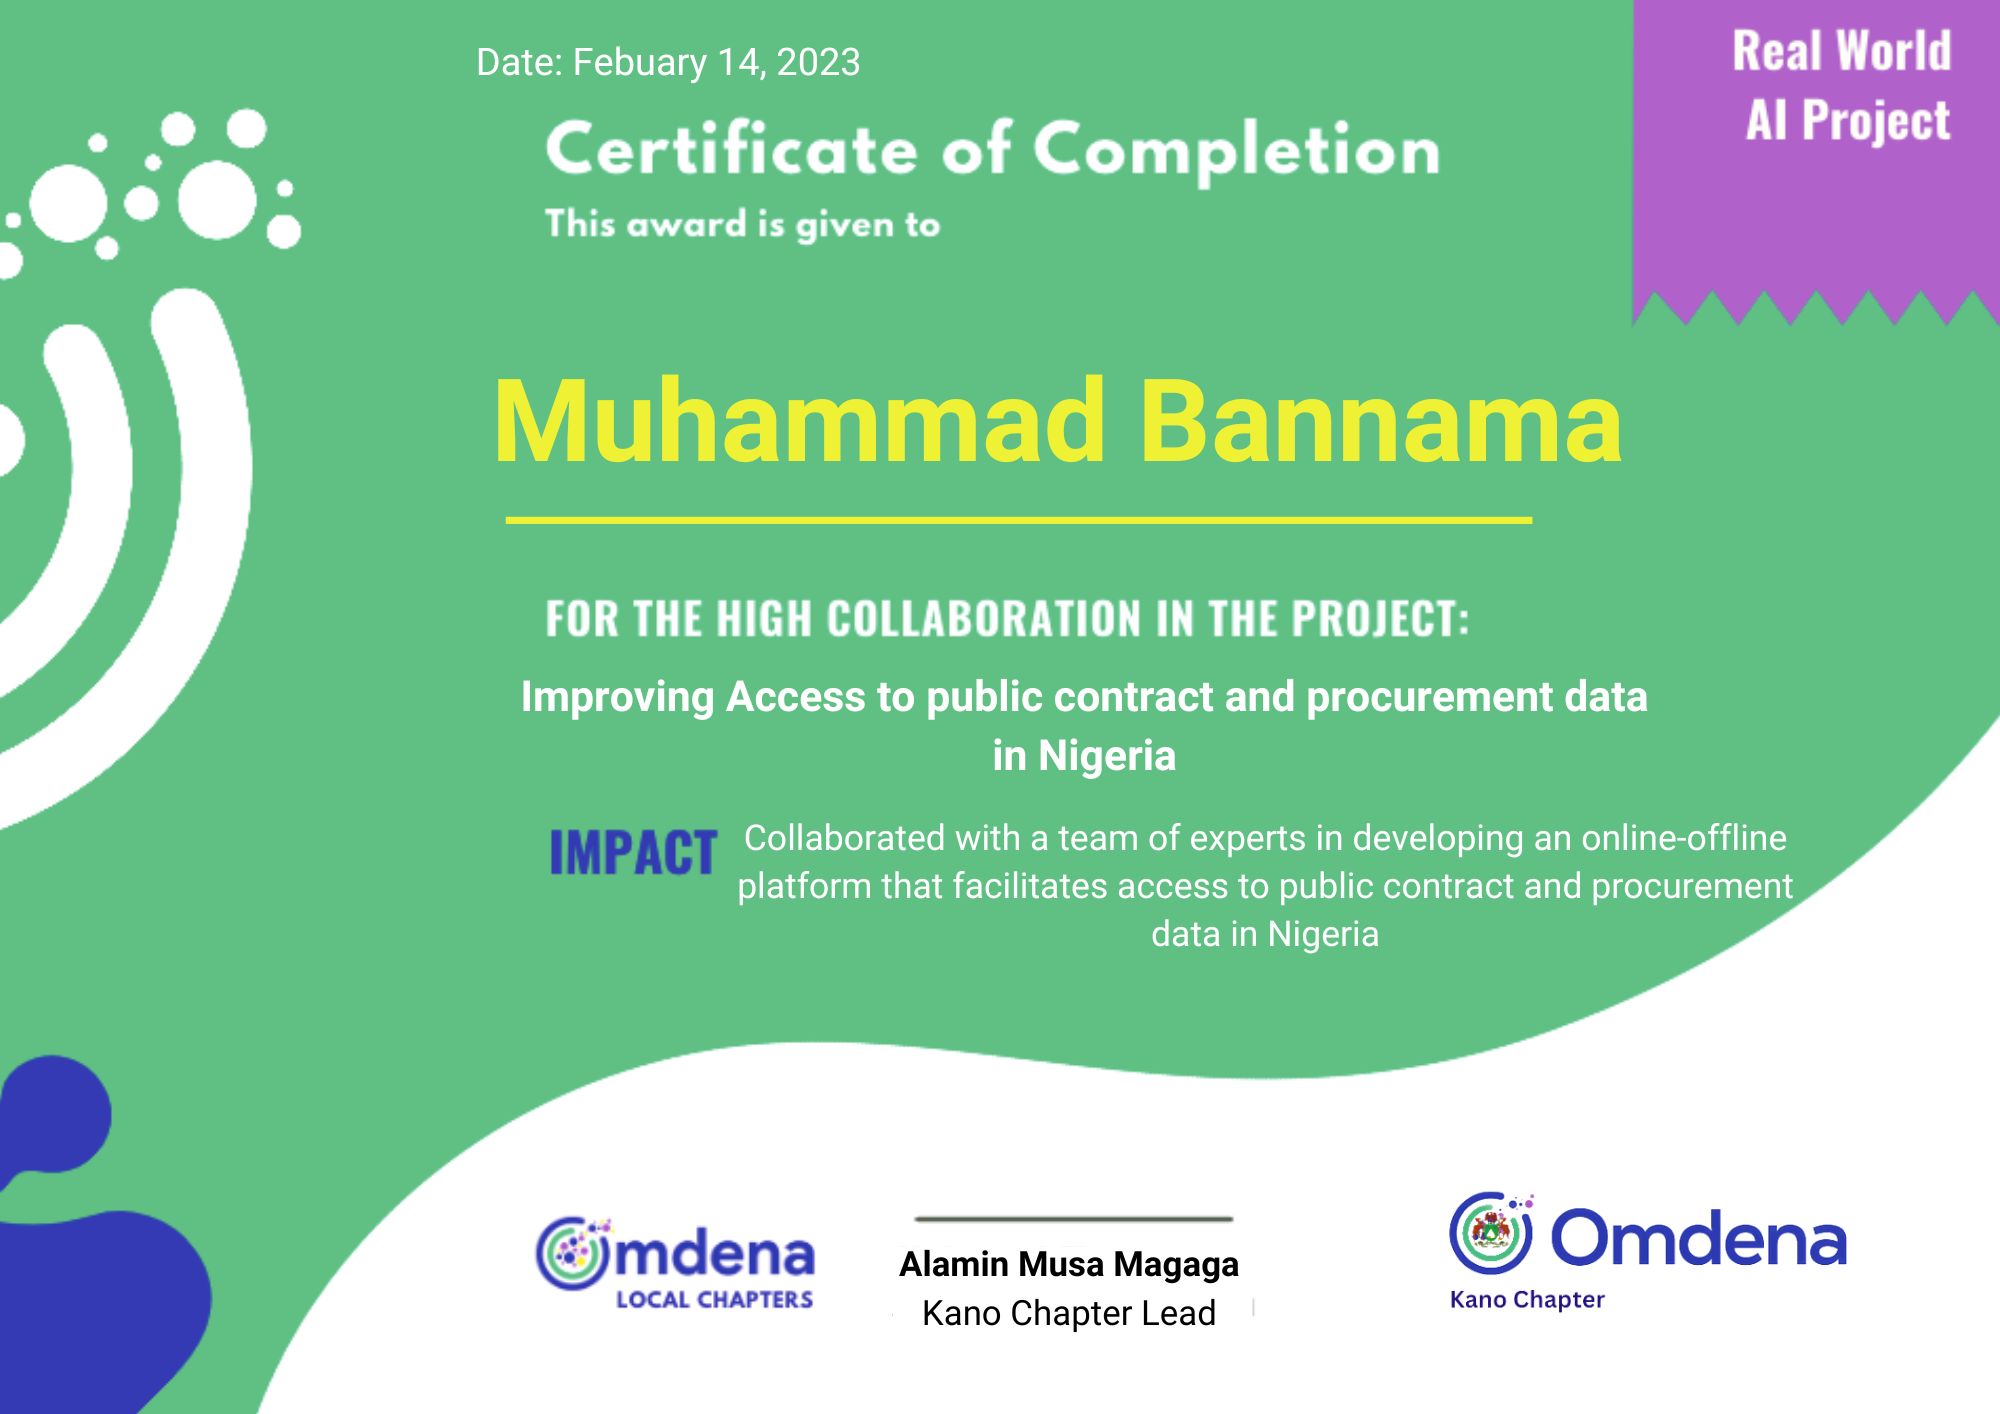 Date: Febuary 14, 2023
Real World
AI Project
Certificate of Completion
This award is given to
Muhammad Bannama
FOR THE HIGH COLLABORATION IN THE PROJECT:
Improving Access to public contract and procurement data
in Nigeria
IMPACT
Collaborated with a team of experts in developing an online-offline
platform that facilitates access to public contract and procurement
data in Nigeria
Omdena
LOCAL CHAPTERS
Alamin Musa Magaga
Kano Chapter Lead
Omdena
Kano Chapter